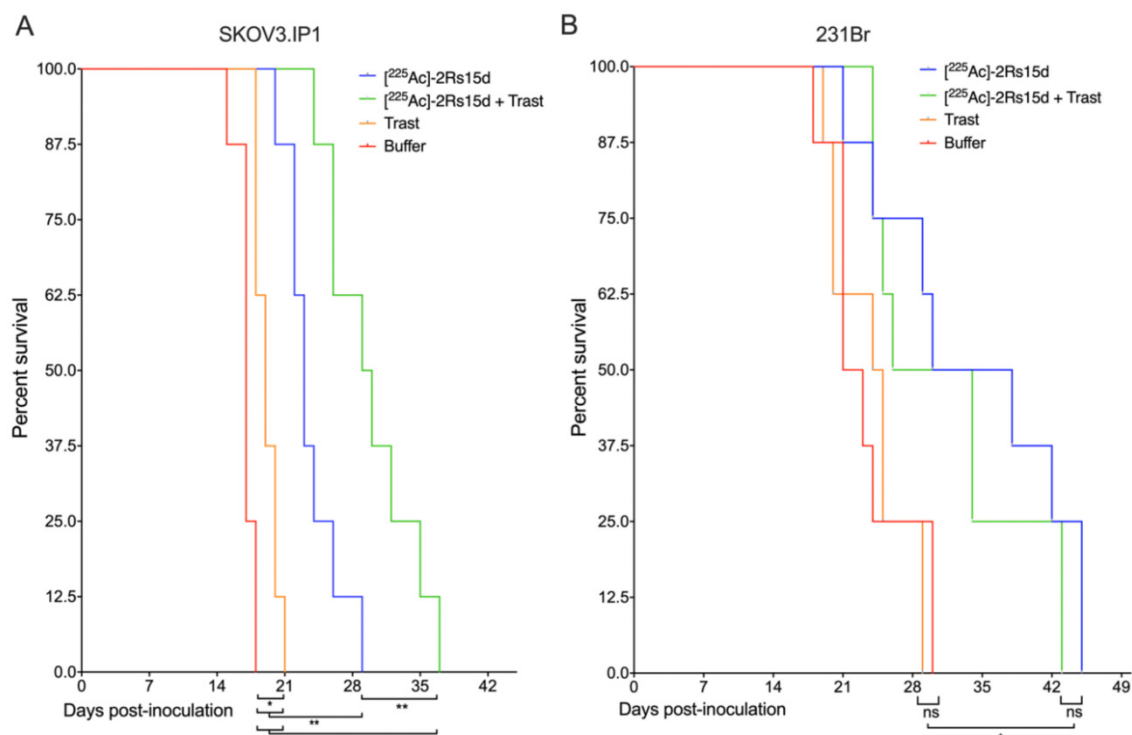 A
SKOV3.IP1
[²²⁵Ac]-2Rs15d
[²²⁵Ac]-2Rs15d + Trast
Trast
Buffer
Percent survival
100.0
87.5
75.0
62.5
50.0
37.5
25.0
12.5
0.0
0 7 14 21 28 35 42
Days post-inoculation
* **
**
B
231Br
[²²⁵Ac]-2Rs15d
[²²⁵Ac]-2Rs15d + Trast
Trast
Buffer
Percent survival
100.0
87.5
75.0
62.5
50.0
37.5
25.0
12.5
0.0
0 7 14 21 28 35 42 49
Days post-inoculation
ns ns